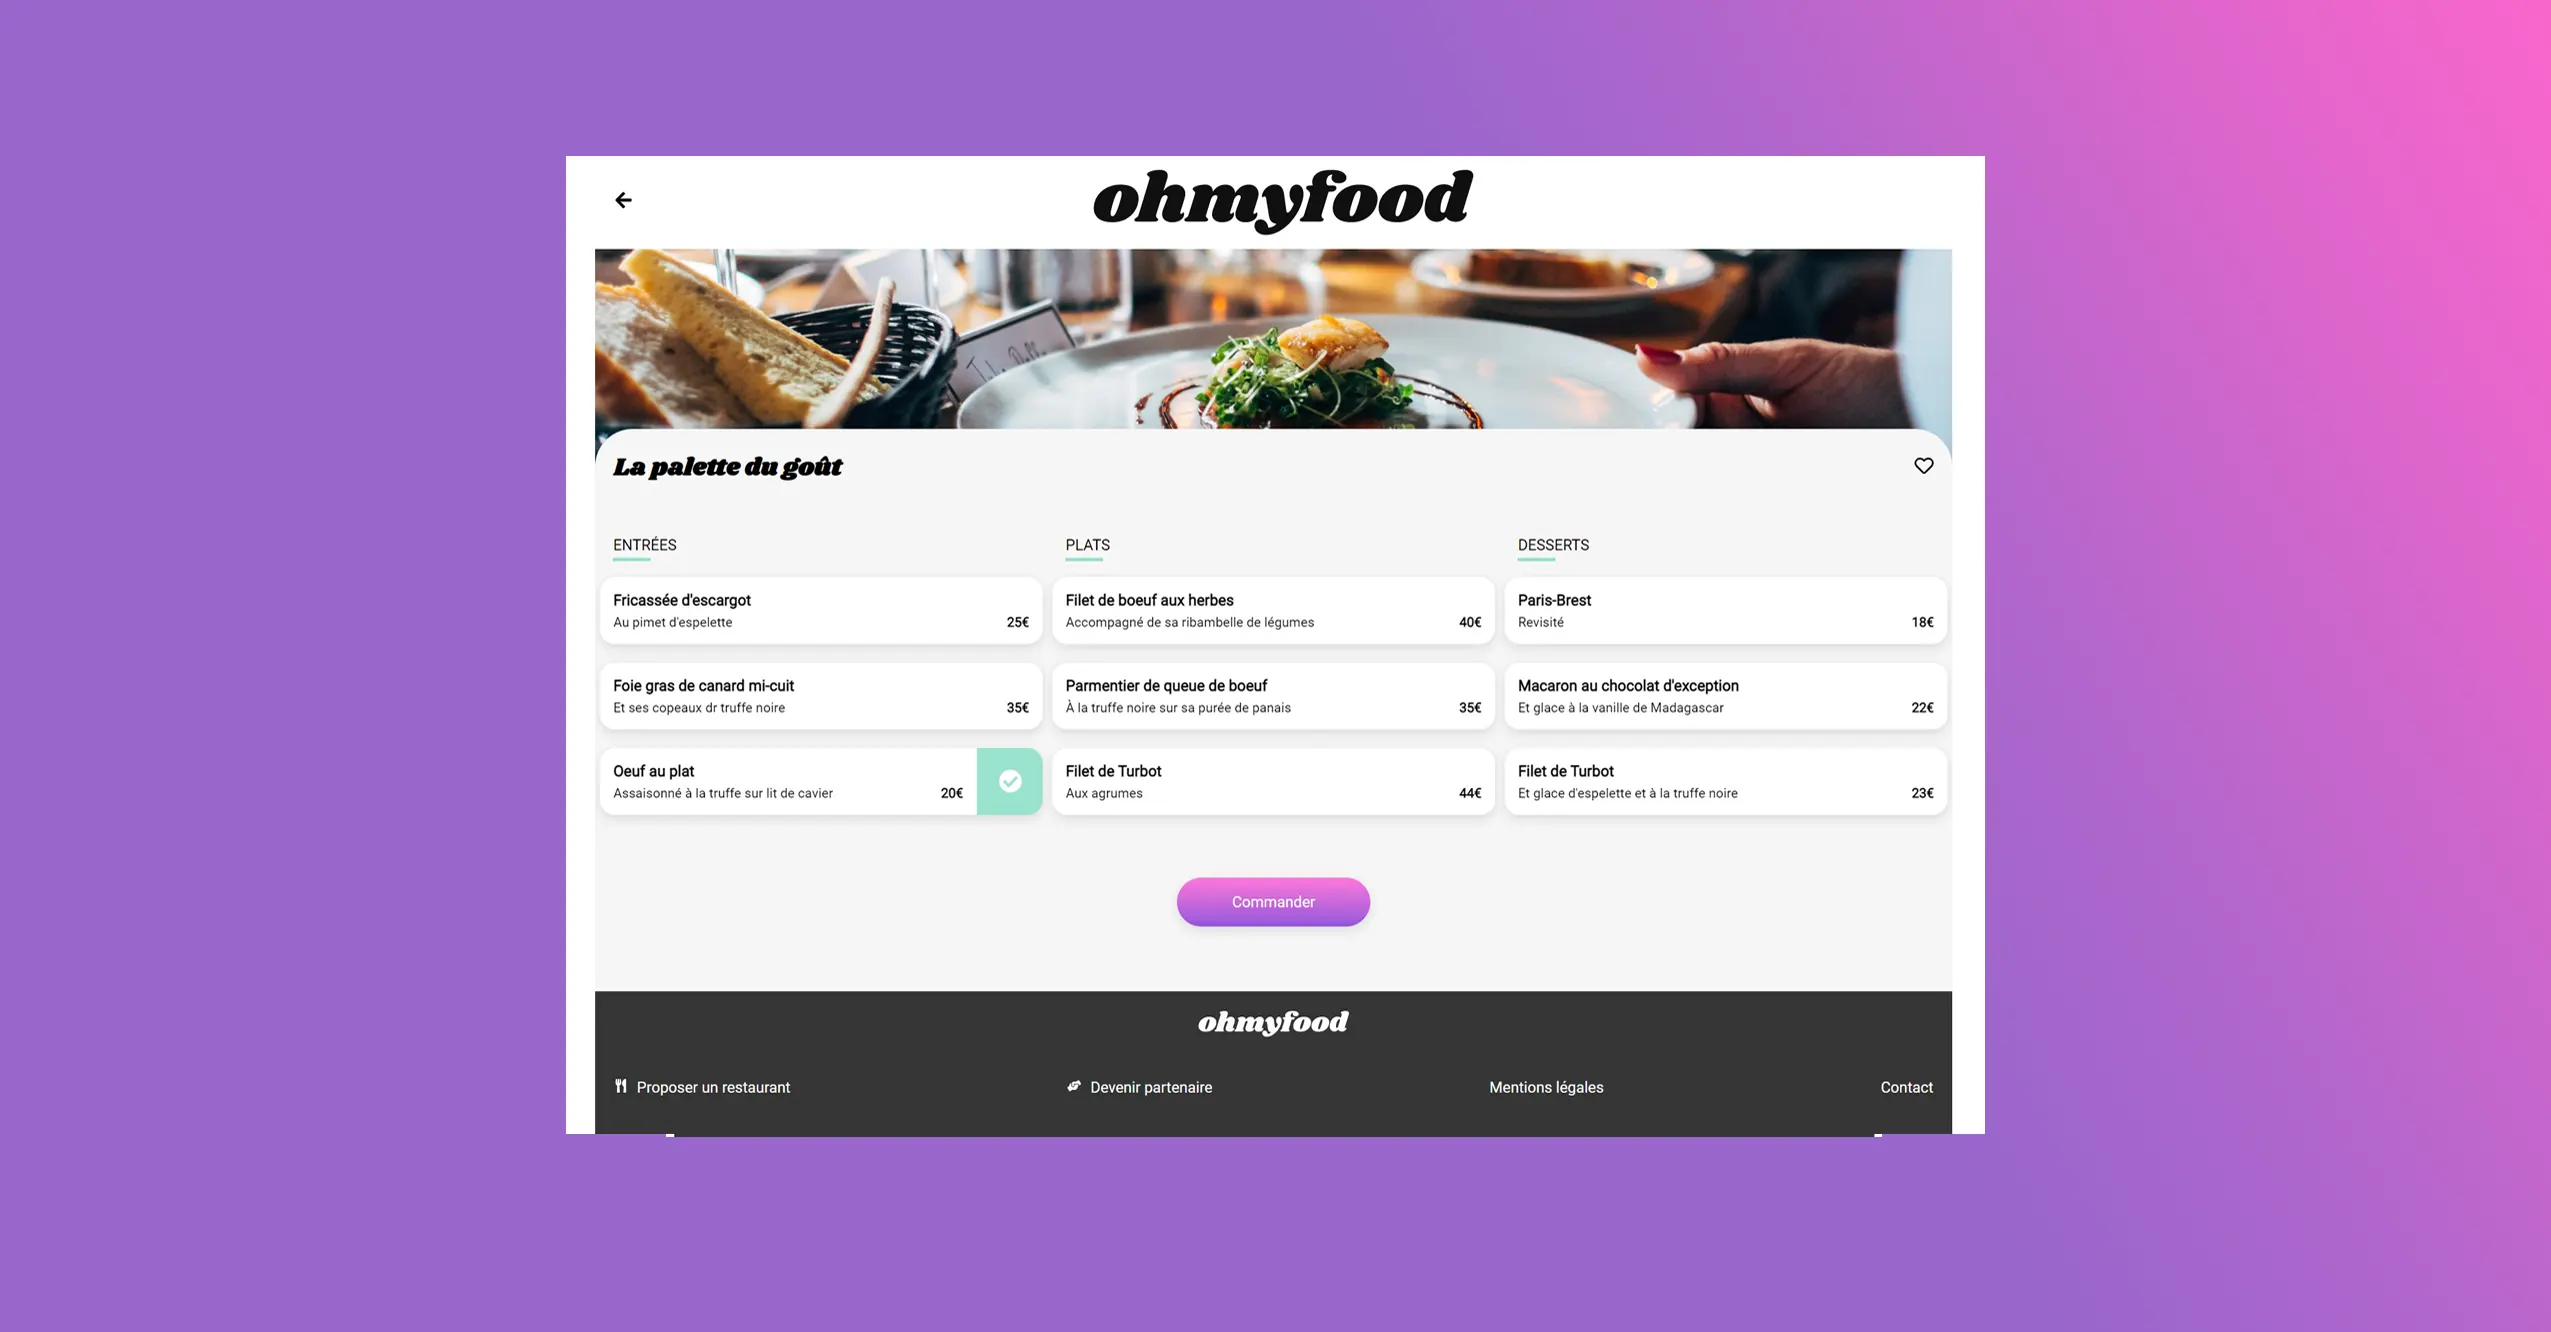 ohmyfood
La palette du goût
ENTRÉES
Fricassée d'escargot
Au pimet d'espelette
25€
Foie gras de canard mi-cuit
Et ses copeaux dr truffe noire
35€
Oeuf au plat
Assaisonné à la truffe sur lit de cavier
20€
PLATS
Filet de boeuf aux herbes
Accompagné de sa ribambelle de légumes
40€
Parmentier de queue de boeuf
À la truffe noire sur sa purée de panais
35€
Filet de Turbot
Aux agrumes
44€
DESSERTS
Paris-Brest
Revisité
18€
Macaron au chocolat d'exception
Et glace à la vanille de Madagascar
22€
Filet de Turbot
Et glace d'espelette et à la truffe noire
23€
Commander
ohmyfood
Proposer un restaurant
Devenir partenaire
Mentions légales
Contact